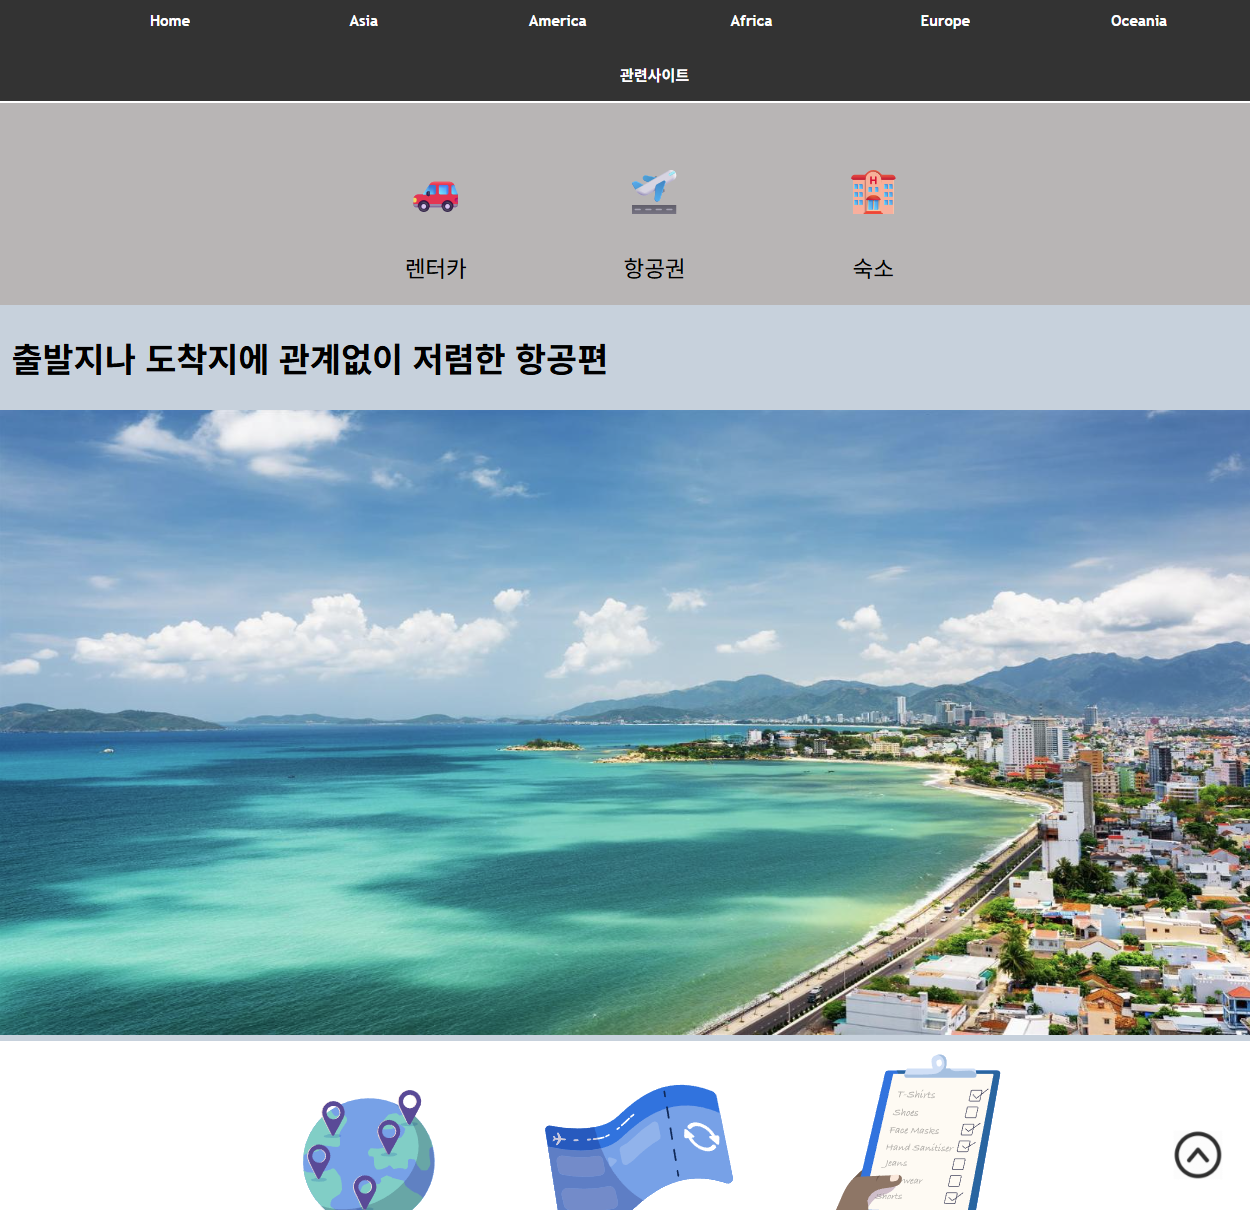 Home Asia America Africa Europe Oceania
관련사이트
H
렌터카 항공권 숙소
출발지나 도착지에 관계없이 저렴한 항공편
T-Shirts
Shoes
Face Masks
Hand Sanitiser
Jeans
wear
Shorts